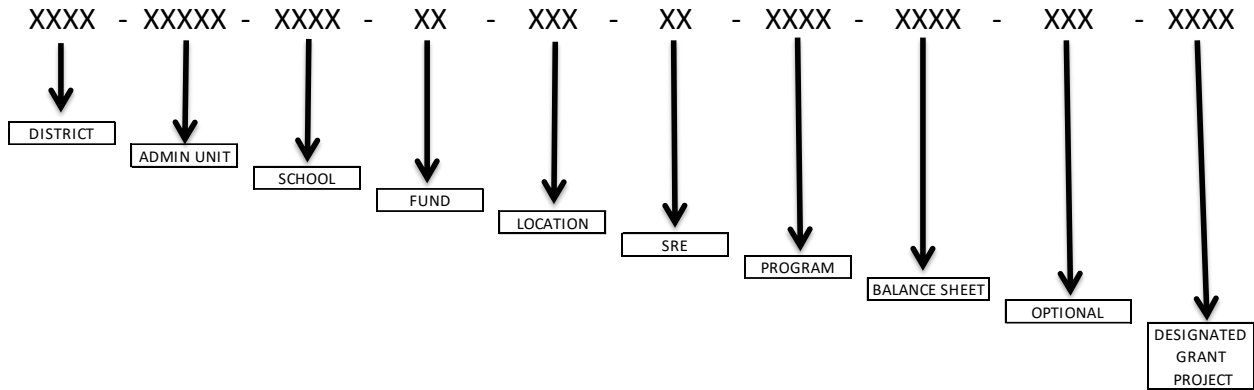 XXXX - XXXXX - XXXX - XX - XXX - XX - XXXX - XXXX - XXX - XXXX
DISTRICT
ADMIN UNIT
SCHOOL
FUND
LOCATION
SRE
PROGRAM
BALANCE SHEET
OPTIONAL
DESIGNATED
GRANT
PROJECT